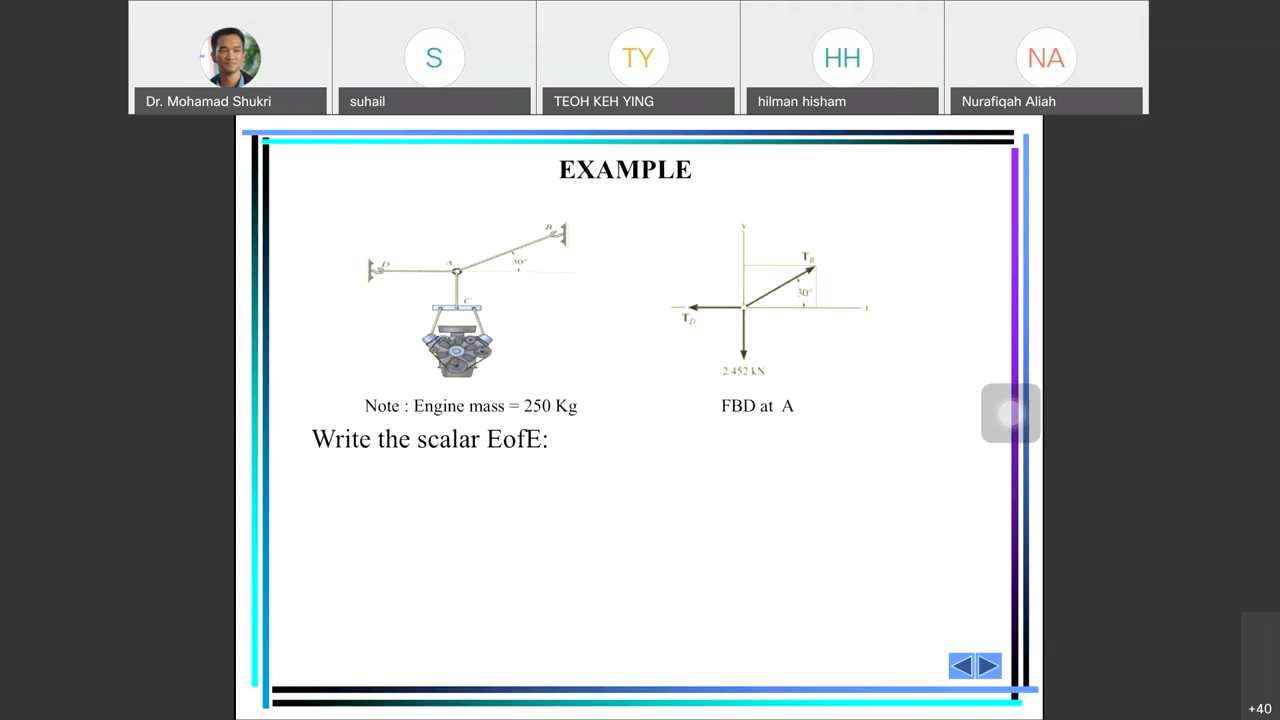 S
TY
HH
NA
Dr. Mohamad Shukri
suhail
TEOH KEH YING
hilman hisham
Nurafiqah Aliah
EXAMPLE
B
D
A
30°
C
y
T_B
30°
x
T_D
2.452 kN
Note : Engine mass = 250 Kg
FBD at A
Write the scalar EofE:
+40